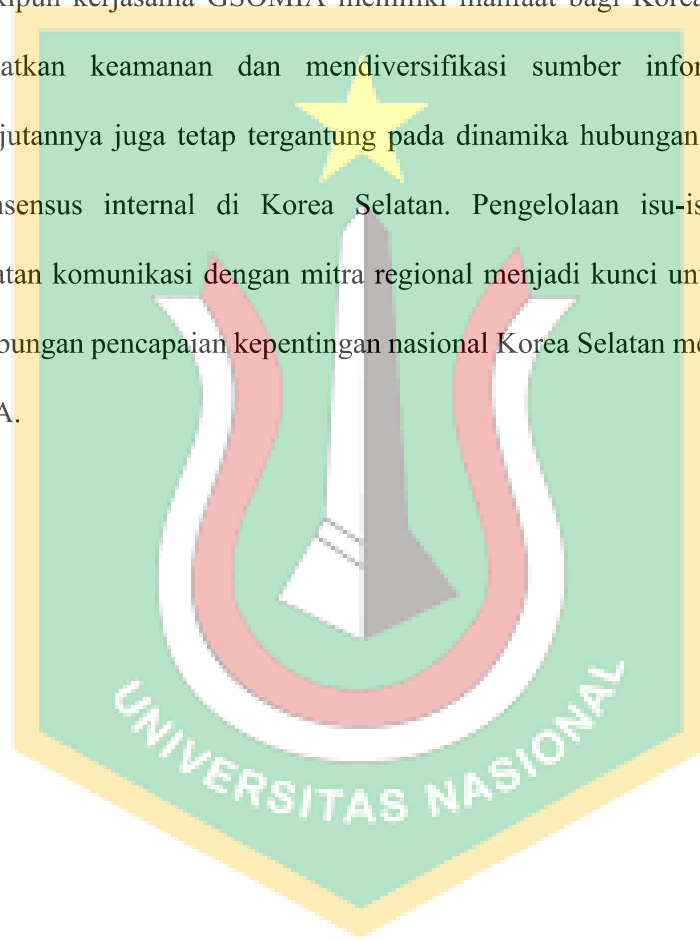 kipun kerjasama GSOMIA memiliki manfaat bagi Korea
atkan keamanan dan mendiversifikasi sumber infor
jutannya juga tetap tergantung pada dinamika hubungan
nsensus internal di Korea Selatan. Pengelolaan isu-is
atan komunikasi dengan mitra regional menjadi kunci unt
bungan pencapaian kepentingan nasional Korea Selatan me
A.
UNIVERSITAS NASIONAL